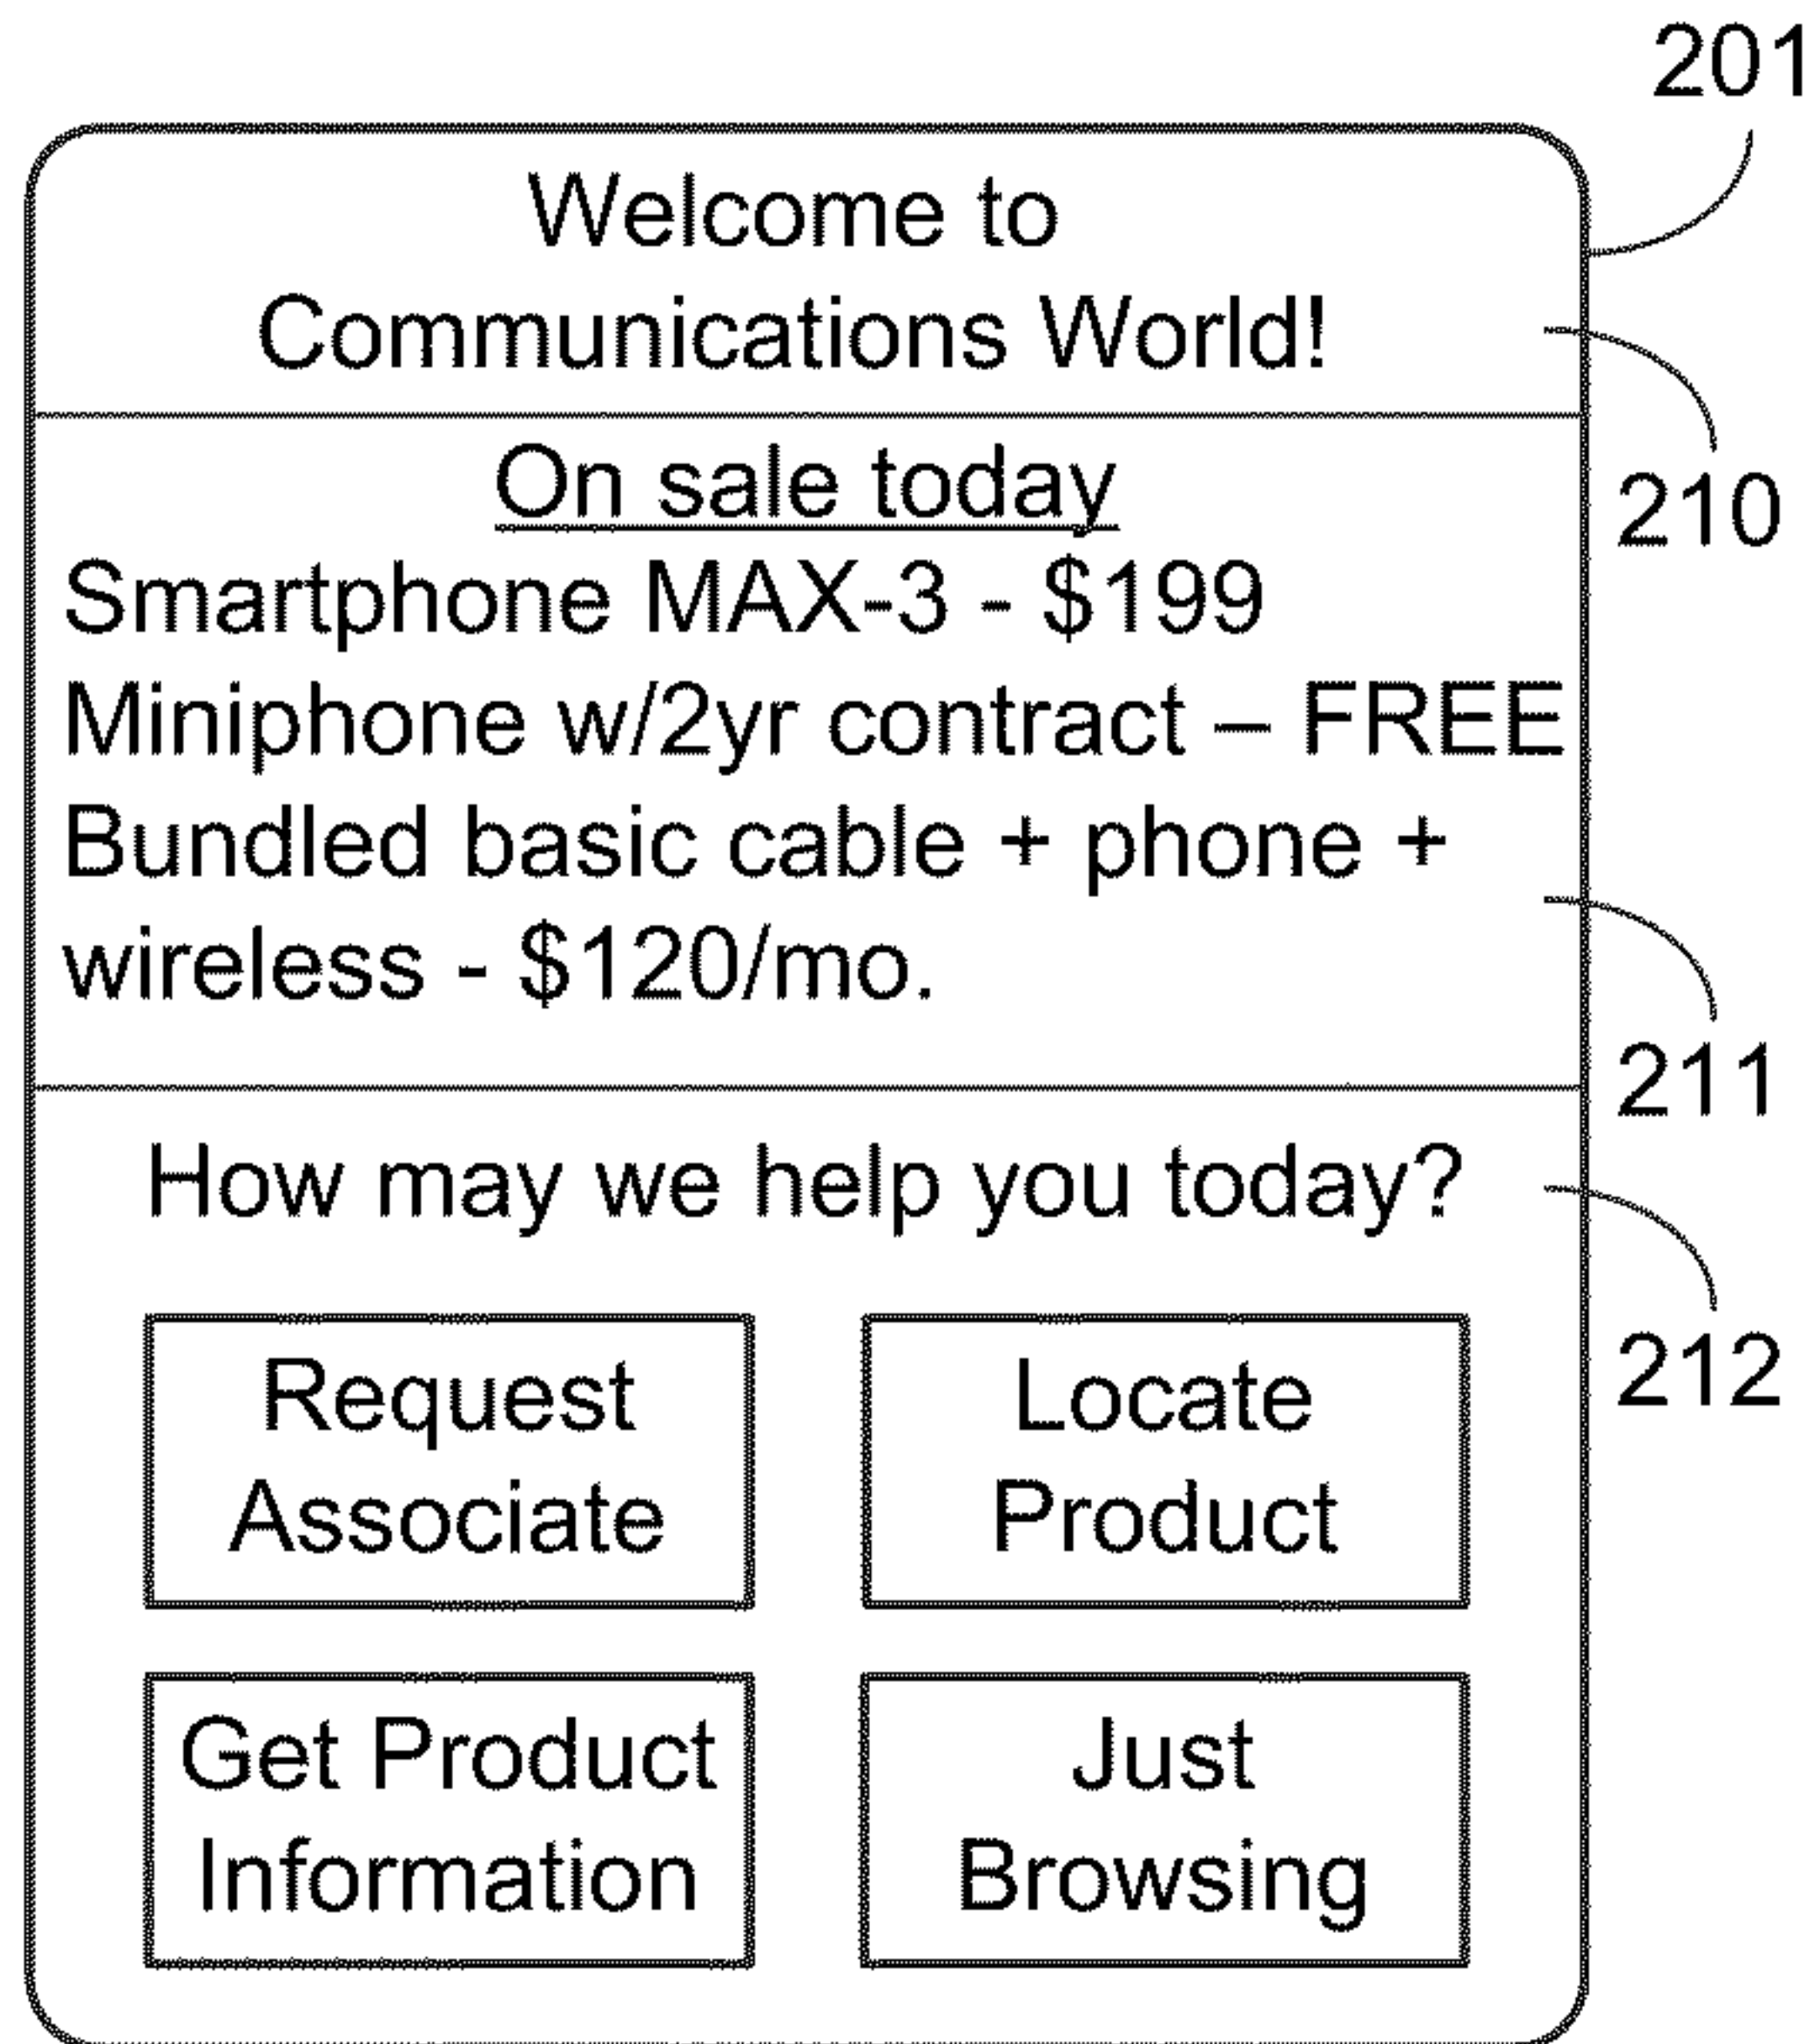 201
Welcome to
Communications World!
210
On sale today
Smartphone MAX-3 - $199
Miniphone w/2yr contract – FREE
Bundled basic cable + phone +
wireless - $120/mo.
211
How may we help you today?
212
Request
Associate
Locate
Product
Get Product
Information
Just
Browsing